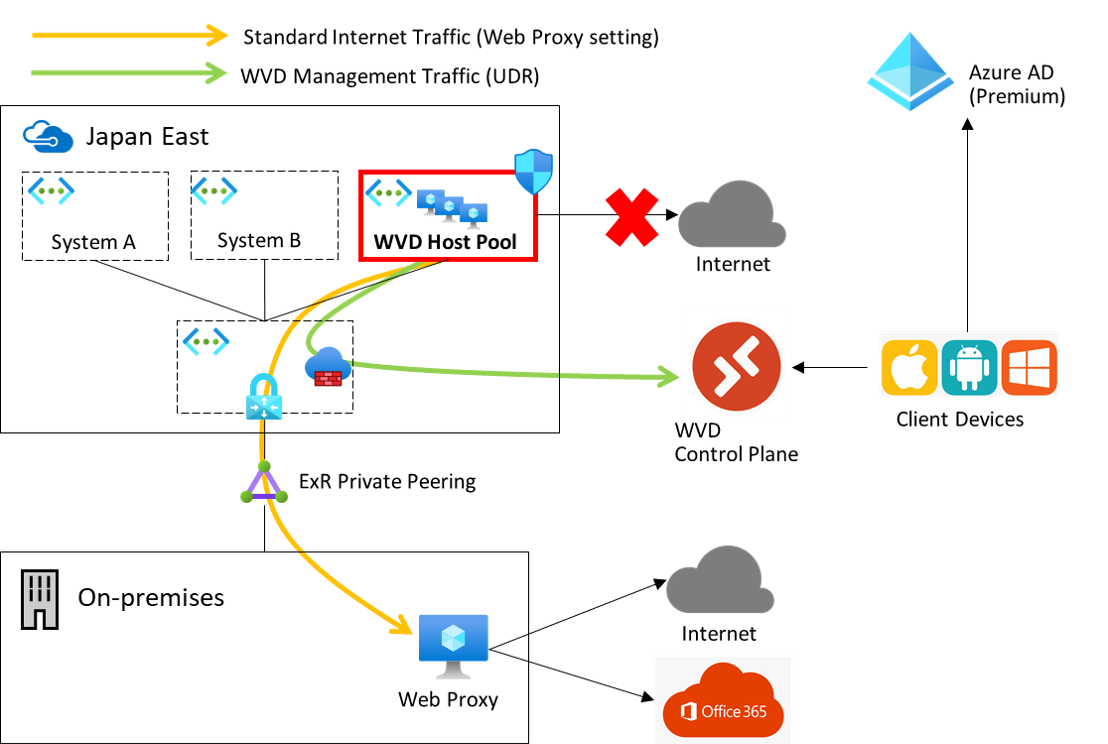 Standard Internet Traffic (Web Proxy setting)
WVD Management Traffic (UDR)
Azure AD
(Premium)
Japan East
System A
System B
WVD Host Pool
Internet
WVD
Control Plane
Client Devices
ExR Private Peering
On-premises
Web Proxy
Internet
Office 365